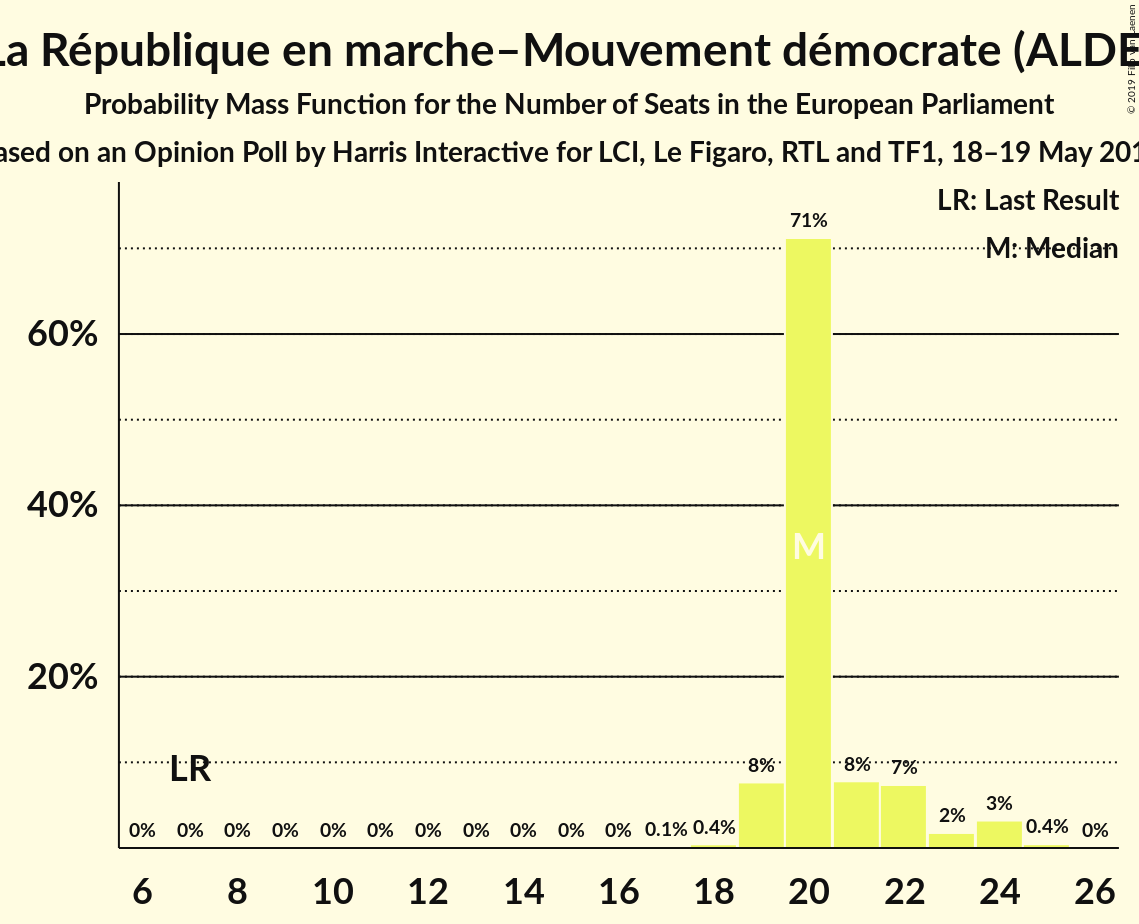 La République en marche–Mouvement démocrate (ALDE
Probability Mass Function for the Number of Seats in the European Parliament
ased on an Opinion Poll by Harris Interactive for LCI, Le Figaro, RTL and TF1, 18–19 May 201
© 2019
LR: Last Result
M: Median
71%
60%
40%
M
20%
LR
8%
8%
7%
3%
2%
0% 0% 0% 0% 0% 0% 0% 0% 0% 0% 0% 0.1% 0.4% 0.4% 0%
6 8 10 12 14 16 18 20 22 24 26